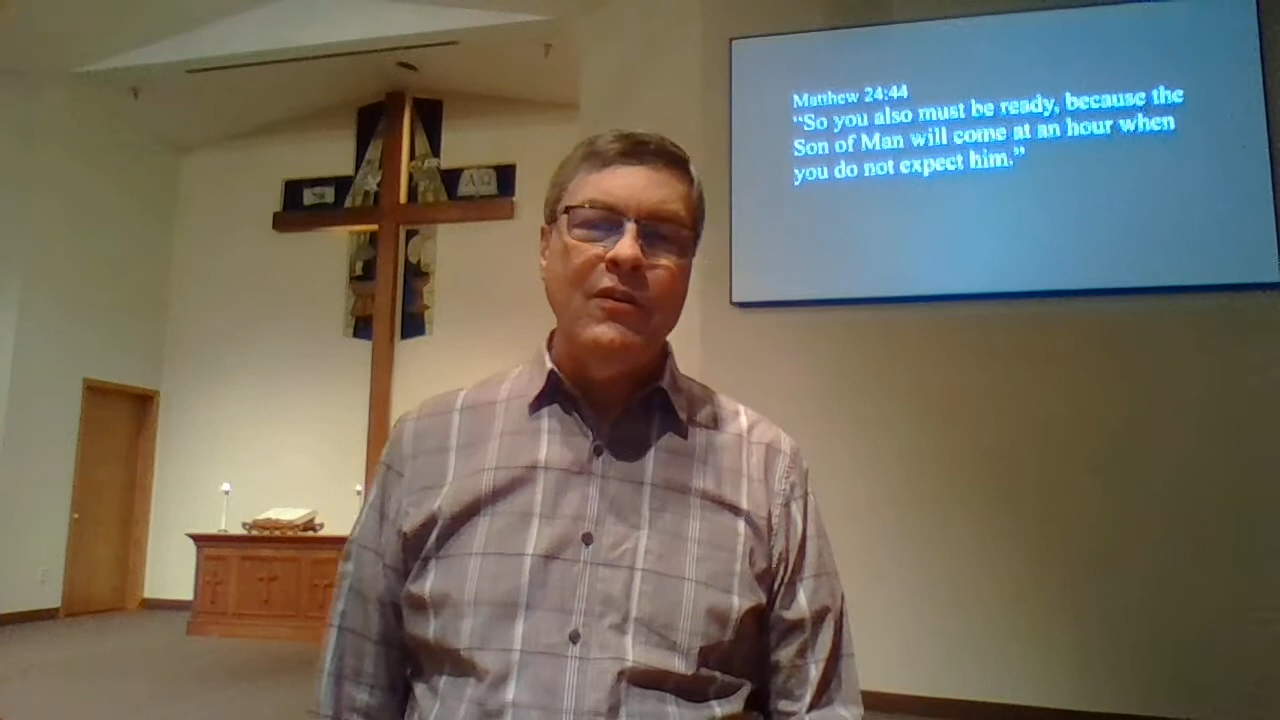 ΑΩ
Matthew 24:44
“So you also must be ready, because the
Son of Man will come at an hour when
you do not expect him.”